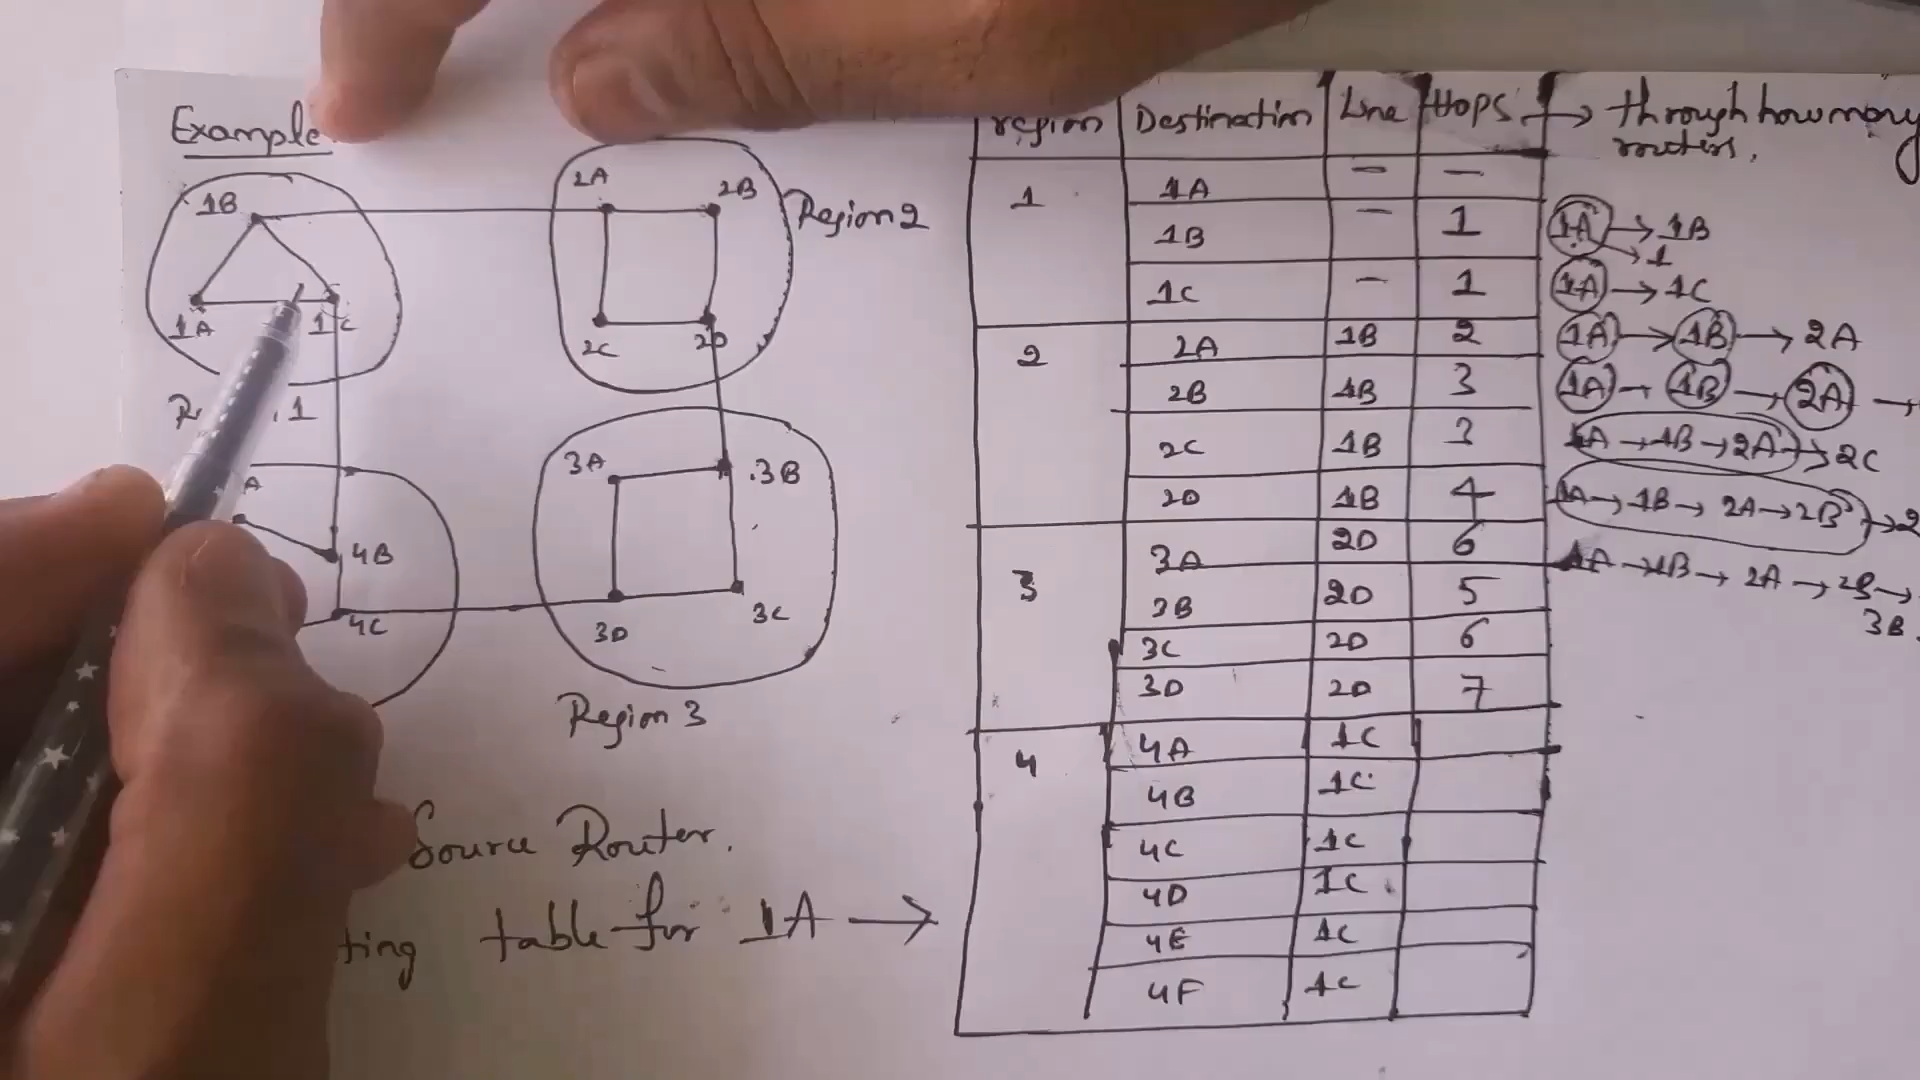 Example
1B
1A
1C
1
2A
2B
Region 2
2C
2D
3A
.3B
3D
3C
Region 3
A
4B
4C
Source Router.
ting table for 1A →
region Destination Line Hops → through how many
routers.
1 1A — —
1B — 1 1A → 1B
→ 1
1C — 1 1A → 1C
2 2A 1B 2 1A → 1B → 2A
2B 1B 3 1A → 1B → 2A →
2C 1B 3 1A → 1B → 2A → 2C
2D 1B 4 1A → 1B → 2A → 2B → 2
3 3A 2D 6 1A → 1B → 2A → 2B →
3B 2D 5 3B.
3C 2D 6
3D 2D 7
4 4A 1C
4B 1C
4C 1C
4D 1C
4E 1C
4F 1C